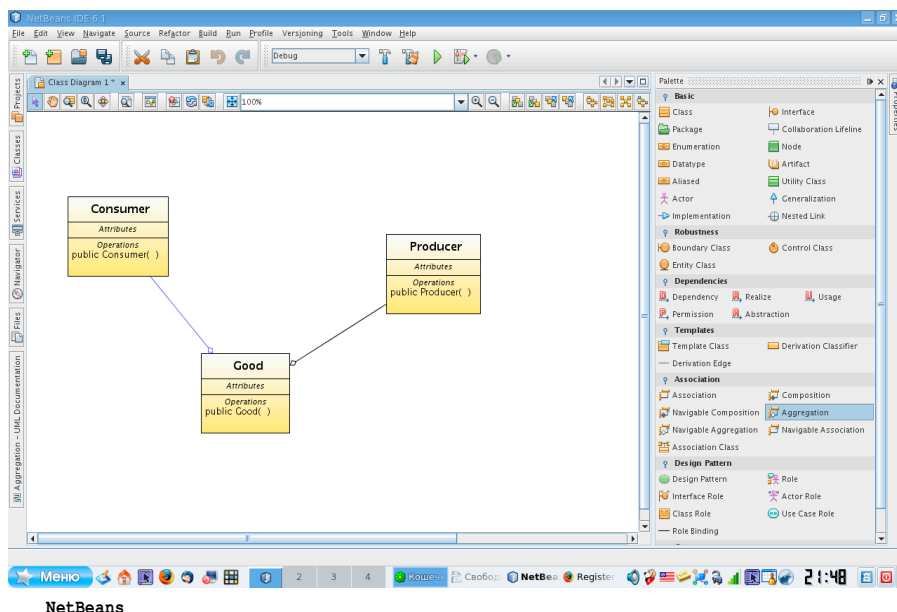 NetBeans IDE 6.1
File Edit View Navigate Source Refactor Build Run Profile Versioning Tools Window Help
Debug
Class Diagram 1 *
100%
Projects
Classes
Services
Navigator
Files
Aggregation - UML Documentation
Consumer
Attributes
Operations
public Consumer( )
Producer
Attributes
Operations
public Producer( )
Good
Attributes
Operations
public Good( )
Palette
Properties
Basic
Class Interface
Package Collaboration Lifeline
Enumeration Node
Datatype Artifact
Aliased Utility Class
Actor Generalization
Implementation Nested Link
Robustness
Boundary Class Control Class
Entity Class
Dependencies
Dependency Realize Usage
Permission Abstraction
Templates
Template Class Derivation Classifier
Derivation Edge
Association
Association Composition
Navigable Composition Aggregation
Navigable Aggregation Navigable Association
Association Class
Design Pattern
Design Pattern Role
Interface Role Actor Role
Class Role Use Case Role
Role Binding
Меню 2 3 4 Кошеч Свобод NetBea Register 21:48
NetBeans